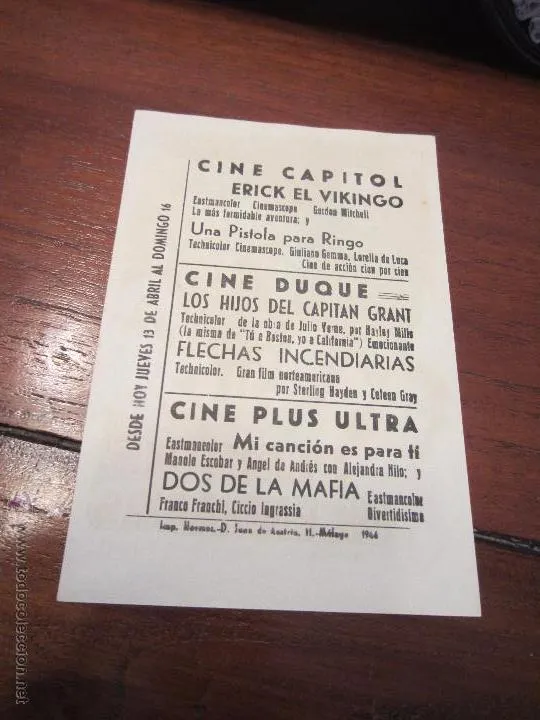 DESDE HOY JUEVES 13 DE ABRIL AL DOMINGO 16
CINE CAPITOL
ERICK EL VIKINGO
Eastmancolor Cinemascope Gordon Mitchell
La más formidable aventura; y
Una Pistola para Ringo
Technicolor Cinemascope. Giuliano Gemma, Lorella de Luca
Cine de acción cien por cien
CINE DUQUE
LOS HIJOS DEL CAPITAN GRANT
Technicolor de la obra de Julio Verne, por Hayley Mills
(la misma de "Tú a Boston, yo a California") Emocionante
FLECHAS INCENDIARIAS
Technicolor. Gran film norteamericana
por Sterling Hayden y Coleen Gray
CINE PLUS ULTRA
Eastmancolor Mi canción es para ti
Manolo Escobar y Angel de Andrés con Alejandra Nilo; y
DOS DE LA MAFIA Eastmancolor
Franco Franchi, Ciccio Ingrassia Divertidísima
Imp. Hermes.-D. Juan de Austria, 11.-Málaga 1966
www.todocoleccion.net